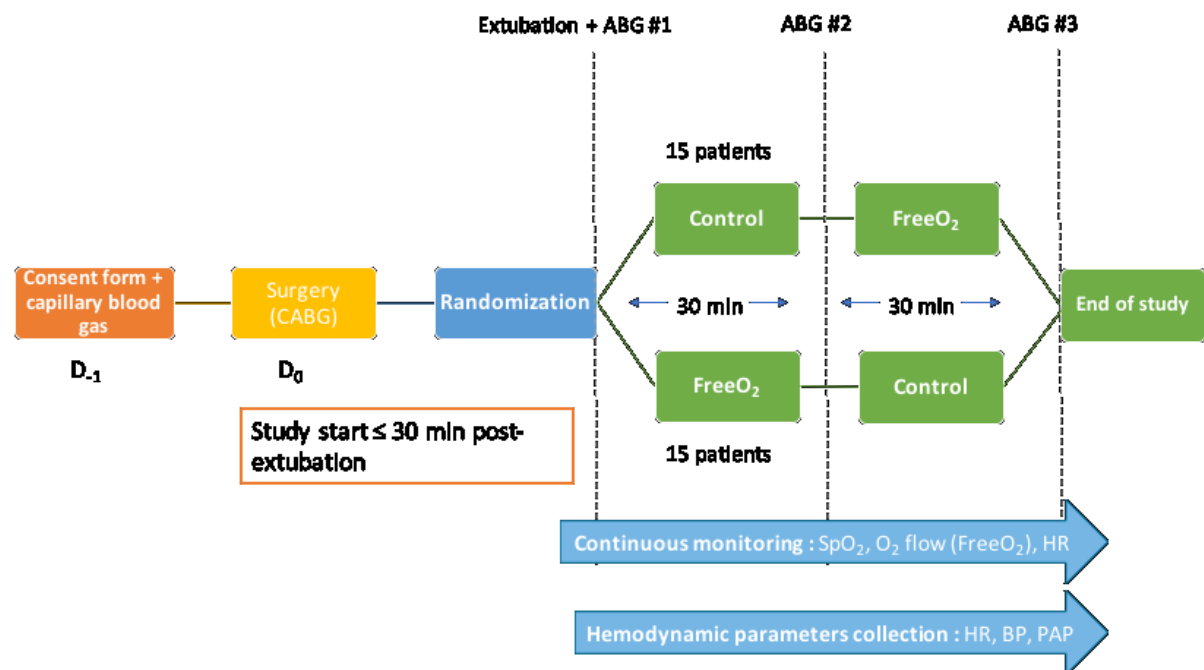 Extubation + ABG #1
ABG #2
ABG #3
15 patients
Control
FreeO₂
Consent form +
capillary blood
gas
Surgery
(CABG)
Randomization
30 min
30 min
End of study
D₋₁
D₀
FreeO₂
Control
Study start ≤ 30 min post-
extubation
15 patients
Continuous monitoring : SpO₂, O₂ flow (FreeO₂), HR
Hemodynamic parameters collection : HR, BP, PAP